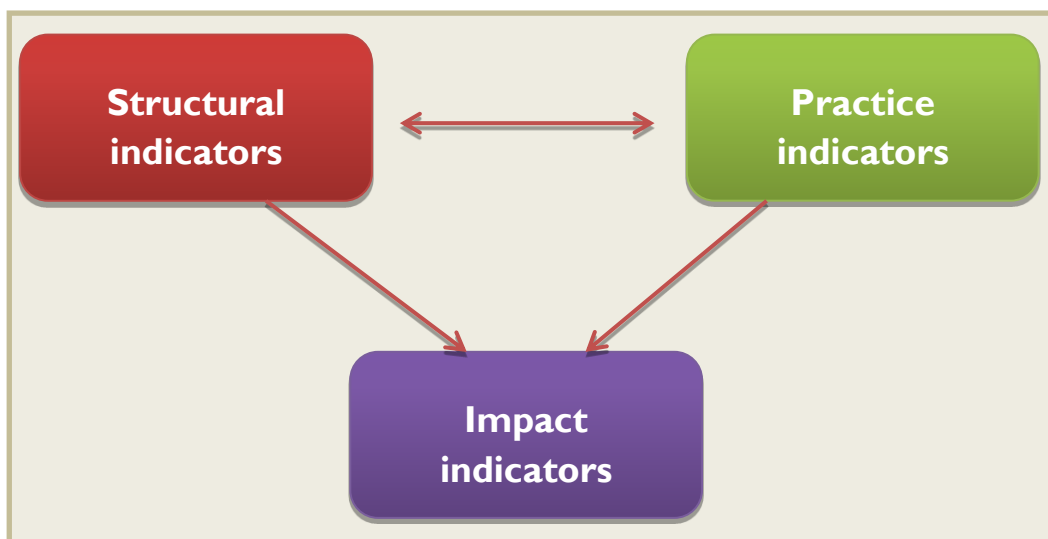 Structural
indicators
Practice
indicators
Impact
indicators